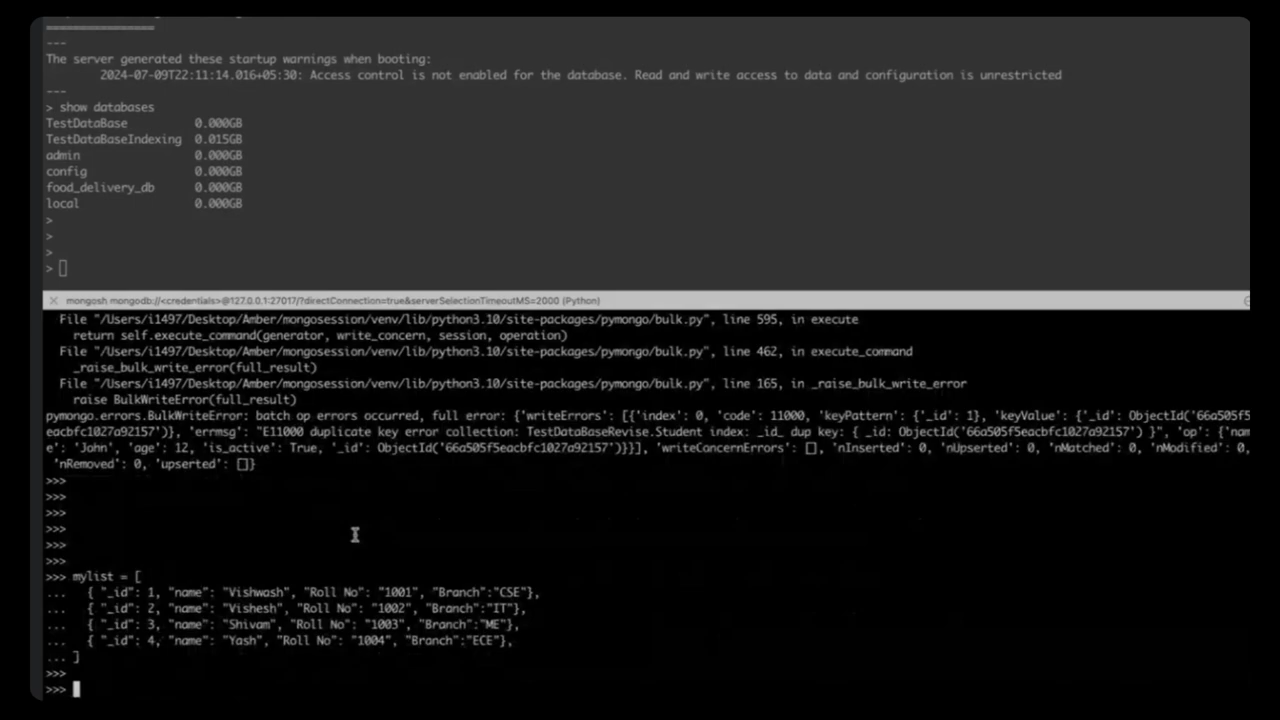 ===============
---
The server generated these startup warnings when booting:
2024-07-09T22:11:14.016+05:30: Access control is not enabled for the database. Read and write access to data and configuration is unrestricted
---
> show databases
TestDataBase 0.000GB
TestDataBaseIndexing 0.015GB
admin 0.000GB
config 0.000GB
food_delivery_db 0.000GB
local 0.000GB
>
>
>
>
mongosh mongodb://<credentials>@127.0.0.1:27017/?directConnection=true&serverSelectionTimeoutMS=2000 (Python)
File "/Users/i1497/Desktop/Amber/mongosession/venv/lib/python3.10/site-packages/pymongo/bulk.py", line 595, in execute
return self.execute_command(generator, write_concern, session, operation)
File "/Users/i1497/Desktop/Amber/mongosession/venv/lib/python3.10/site-packages/pymongo/bulk.py", line 462, in execute_command
_raise_bulk_write_error(full_result)
File "/Users/i1497/Desktop/Amber/mongosession/venv/lib/python3.10/site-packages/pymongo/bulk.py", line 165, in _raise_bulk_write_error
raise BulkWriteError(full_result)
pymongo.errors.BulkWriteError: batch op errors occurred, full error: {'writeErrors': [{'index': 0, 'code': 11000, 'keyPattern': {'_id': 1}, 'keyValue': {'_id': ObjectId('66a505f5
eacbfc1027a92157')}, 'errmsg': "E11000 duplicate key error collection: TestDataBaseRevise.Student index: _id_ dup key: { _id: ObjectId('66a505f5eacbfc1027a92157') }", 'op': {'nam
e': 'John', 'age': 12, 'is_active': True, '_id': ObjectId('66a505f5eacbfc1027a92157')}}], 'writeConcernErrors': [], 'nInserted': 0, 'nUpserted': 0, 'nMatched': 0, 'nModified': 0,
'nRemoved': 0, 'upserted': []}
>>>
>>>
>>>
>>>
>>>
>>>
>>> mylist = [
... { "_id": 1, "name": "Vishwash", "Roll No": "1001", "Branch":"CSE"},
... { "_id": 2, "name": "Vishesh", "Roll No": "1002", "Branch":"IT"},
... { "_id": 3, "name": "Shivam", "Roll No": "1003", "Branch":"ME"},
... { "_id": 4, "name": "Yash", "Roll No": "1004", "Branch":"ECE"},
... ]
>>>
>>>